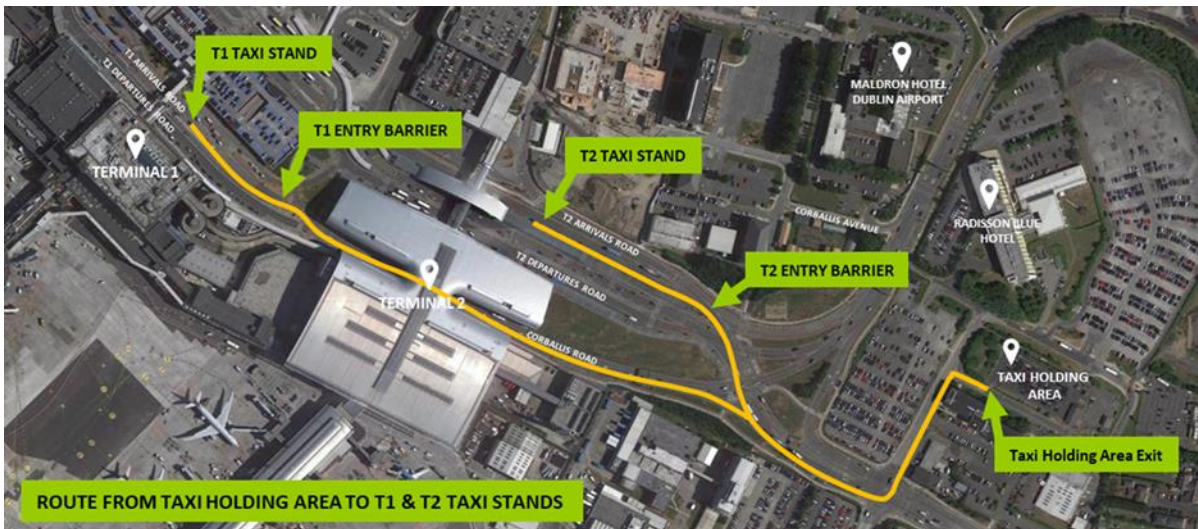 T1 TAXI STAND
T1 ARRIVALS ROAD
T1 DEPARTURES ROAD
TERMINAL 1
T1 ENTRY BARRIER
T2 TAXI STAND
MALDRON HOTEL
DUBLIN AIRPORT
CORBALLIS AVENUE
RADISSON BLUE
HOTEL
T2 ARRIVALS ROAD
T2 DEPARTURES ROAD
T2 ENTRY BARRIER
TERMINAL 2
CORBALLIS ROAD
TAXI HOLDING
AREA
Taxi Holding Area Exit
ROUTE FROM TAXI HOLDING AREA TO T1 & T2 TAXI STANDS